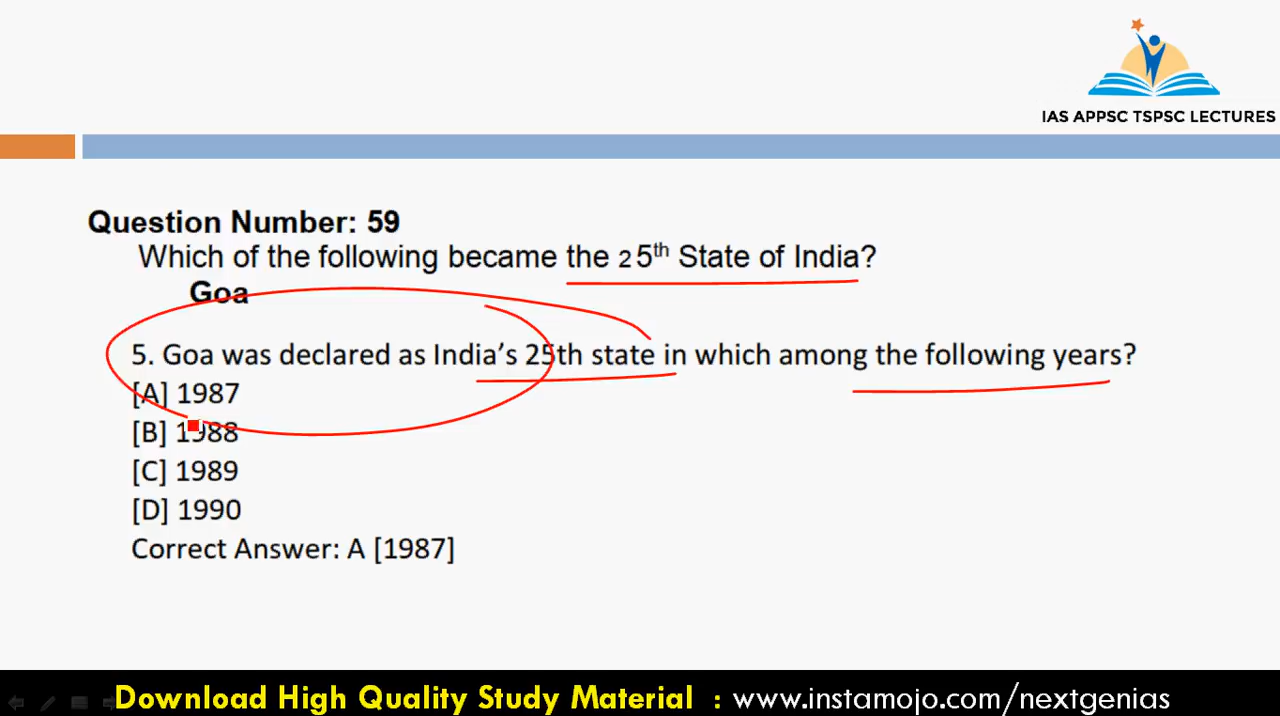 IAS APPSC TSPSC LECTURES
Question Number: 59
Which of the following became the 25th State of India?
Goa
5. Goa was declared as India's 25th state in which among the following years?
[A] 1987
[B] 1988
[C] 1989
[D] 1990
Correct Answer: A [1987]
Download High Quality Study Material : www.instamojo.com/nextgenias